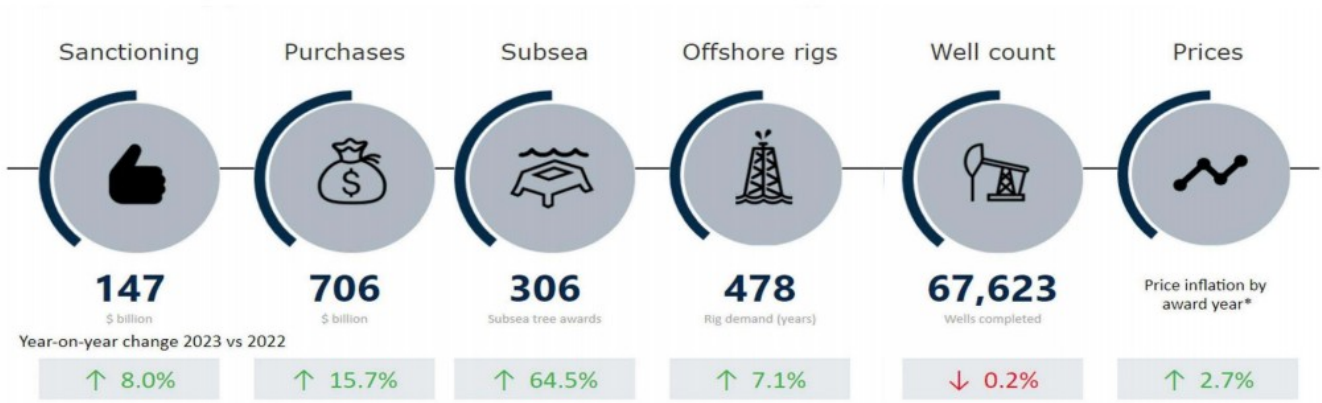 Sanctioning Purchases Subsea Offshore rigs Well count Prices
$
147 706 306 478 67,623 Price inflation by
award year*
$ billion $ billion Subsea tree awards Rig demand (years) Wells completed
Year-on-year change 2023 vs 2022
↑ 8.0% ↑ 15.7% ↑ 64.5% ↑ 7.1% ↓ 0.2% ↑ 2.7%